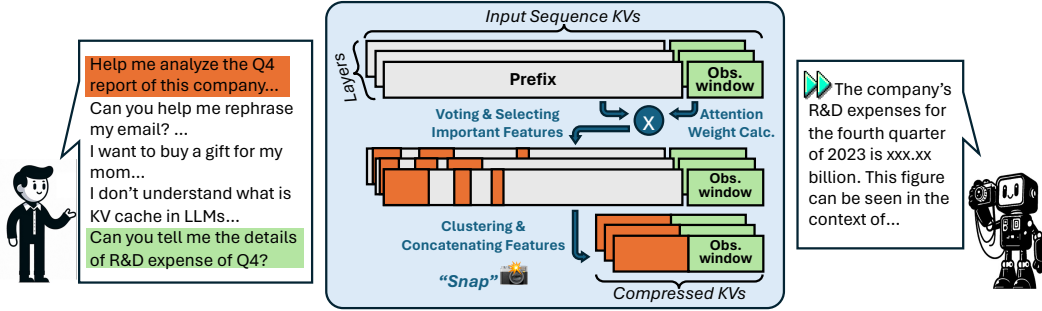 Help me analyze the Q4
report of this company...
Can you help me rephrase
my email? ...
I want to buy a gift for my
mom...
I don't understand what is
KV cache in LLMs...
Can you tell me the details
of R&D expense of Q4?
Input Sequence KVs
Layers
Prefix
Obs.
window
Voting & Selecting
Important Features
X
Attention
Weight Calc.
Obs.
window
Clustering &
Concatenating Features
Obs.
window
"Snap"
Compressed KVs
The company's
R&D expenses for
the fourth quarter
of 2023 is xxx.xx
billion. This figure
can be seen in the
context of...